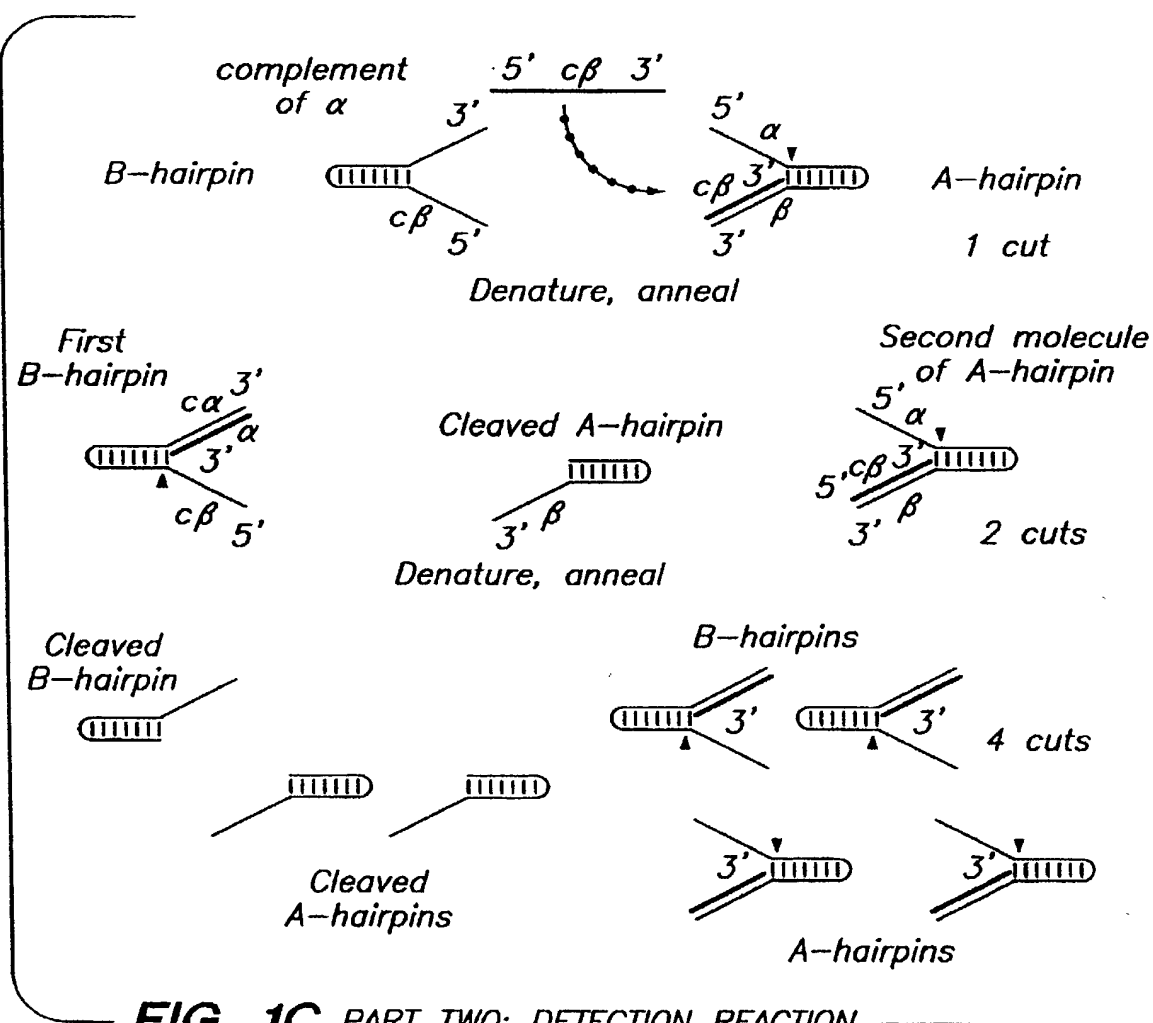 complement
of α
5' cβ 3'
3'
5'
α
B–hairpin
cβ 3'
A–hairpin
cβ
5'
β
3'
1 cut
Denature, anneal
First
B–hairpin
Second molecule
of A–hairpin
cα 3'
α
3'
cβ 5'
Cleaved A–hairpin
3' β
5' α
5' cβ 3'
3' β
2 cuts
Denature, anneal
Cleaved
B–hairpin
B–hairpins
3'
3'
4 cuts
Cleaved
A–hairpins
3'
3'
A–hairpins
FIG. 1C PART TWO: DETECTION REACTION